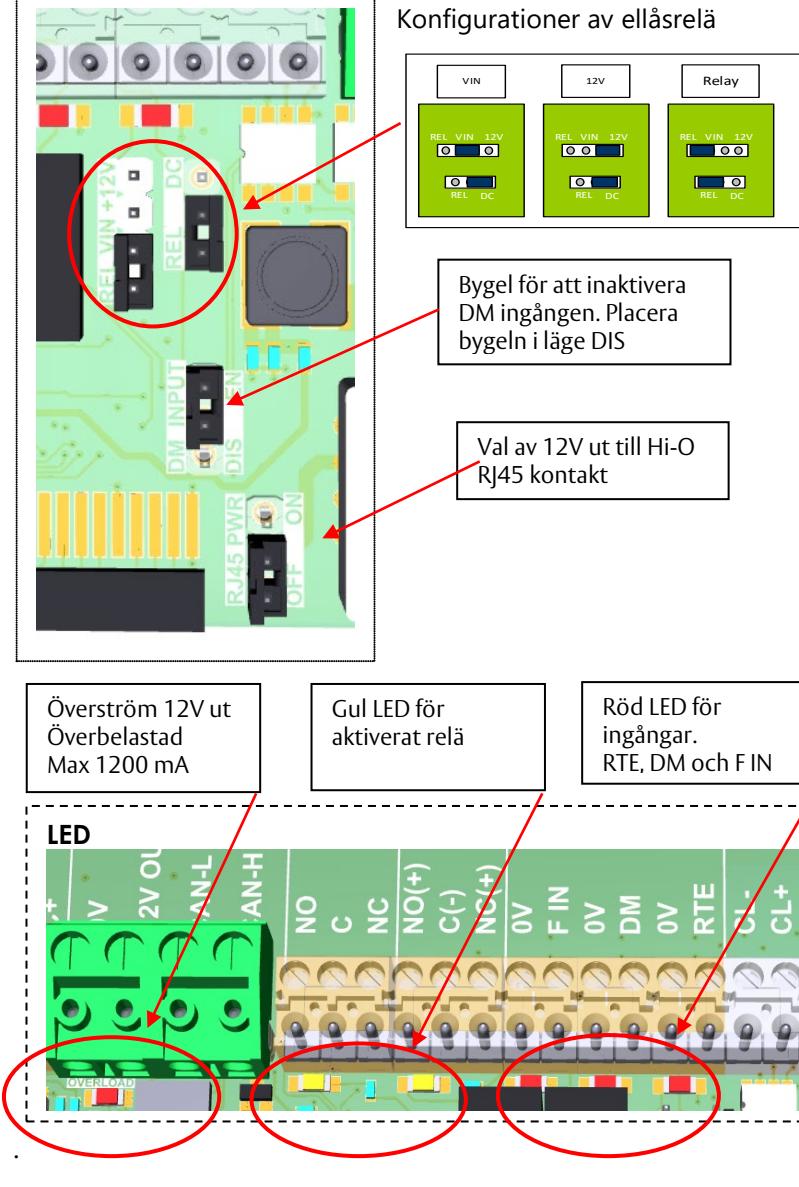 Konfigurationer av ellåsrelä
VIN
12V
Relay
REL VIN 12V
REL DC
REL VIN 12V
REL DC
REL VIN 12V
REL DC
REL VIN +12V
REL DC
Bygel för att inaktivera
DM ingången. Placera
bygeln i läge DIS
DM INPUT
DIS EN
Val av 12V ut till Hi-O
RJ45 kontakt
RJ45 PWR
OFF ON
Överström 12V ut
Överbelastad
Max 1200 mA
Gul LED för
aktiverat relä
Röd LED för
ingångar.
RTE, DM och F IN
LED
NO
C
NC
NO(+)
C(-)
NC(+)
0V
F IN
0V
DM
0V
RTE
CL-
CL+
OVERLOAD
.